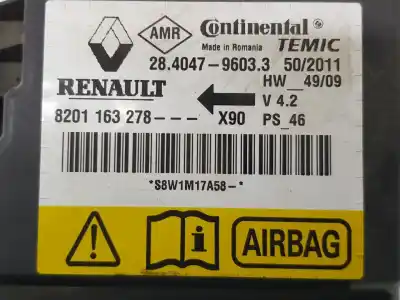 AMR Continental
Made in Romania TEMIC
28.4047-9603.3 50/2011
HW__49/09
RENAULT V 4.2
8201 163 278--- X90 PS_46
*S8W1M17A58-*
i AIRBAG